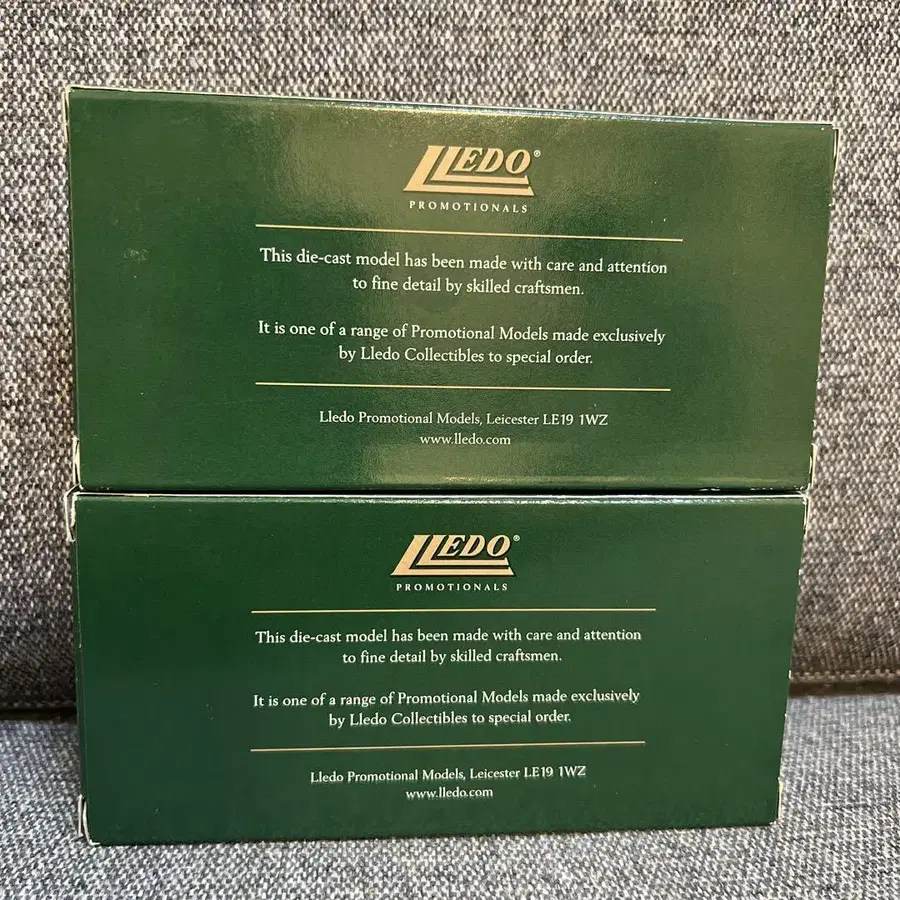 LLEDO®
PROMOTIONALS
This die-cast model has been made with care and attention
to fine detail by skilled craftsmen.
It is one of a range of Promotional Models made exclusively
by Lledo Collectibles to special order.
Lledo Promotional Models, Leicester LE19 1WZ
www.lledo.com
LLEDO®
PROMOTIONALS
This die-cast model has been made with care and attention
to fine detail by skilled craftsmen.
It is one of a range of Promotional Models made exclusively
by Lledo Collectibles to special order.
Lledo Promotional Models, Leicester LE19 1WZ
www.lledo.com